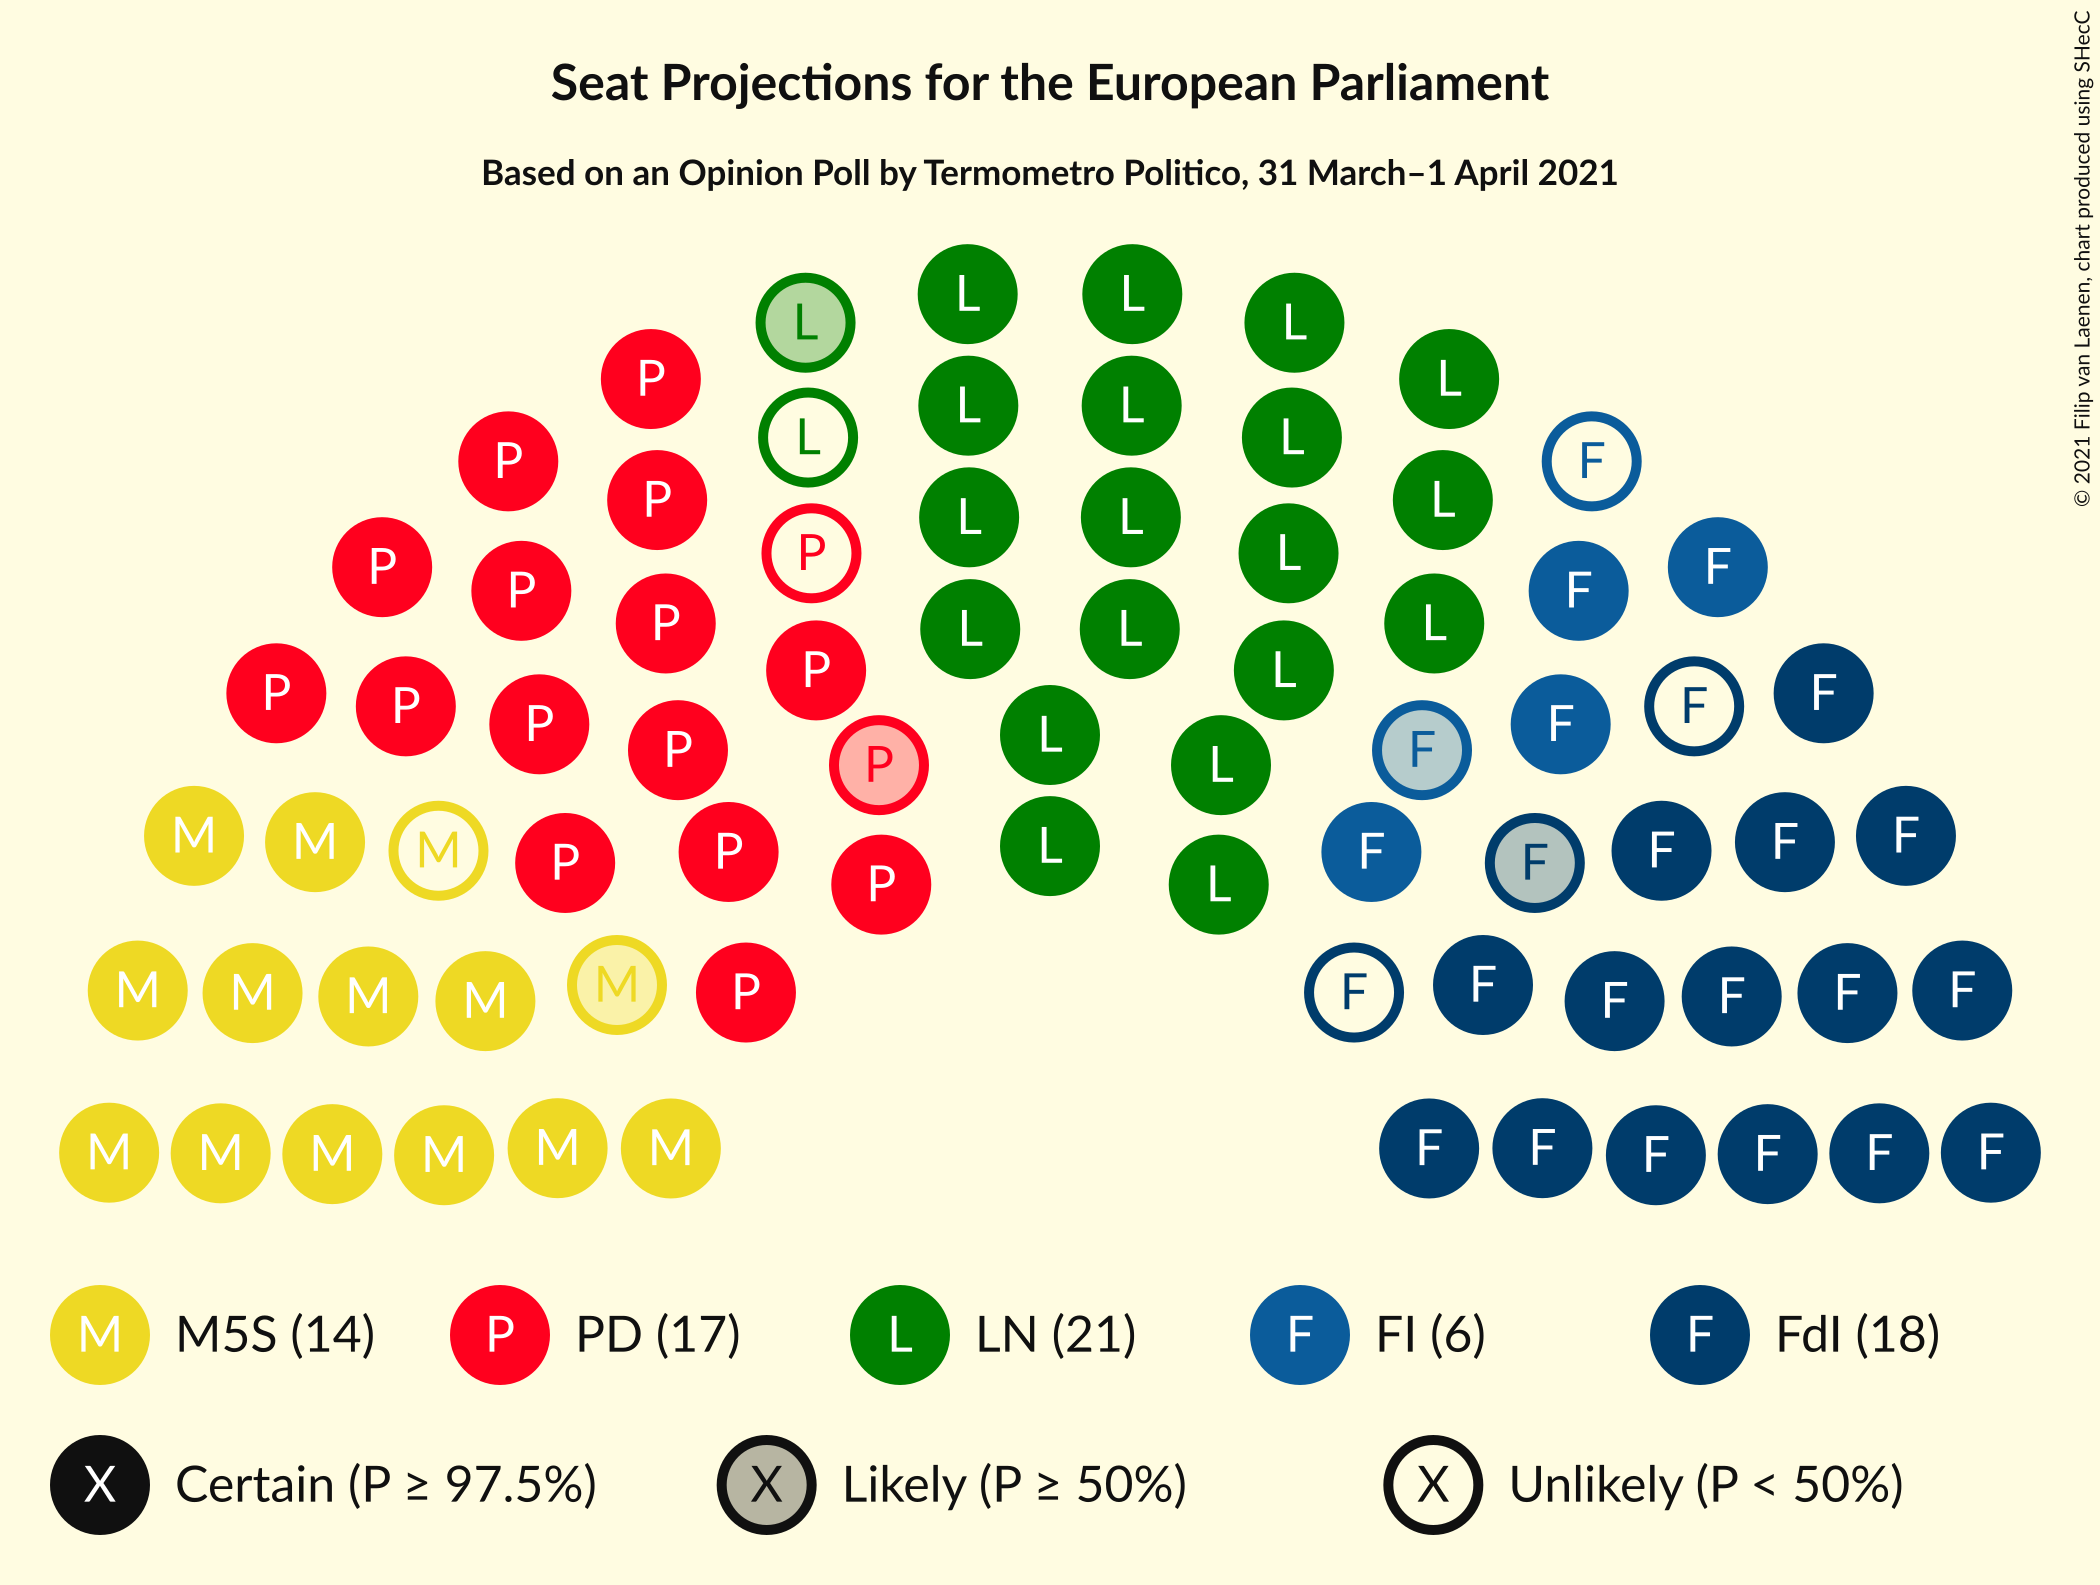 Seat Projections for the European Parliament
Based on an Opinion Poll by Termometro Politico, 31 March–1 April 2021
© 2021 Filip van Laenen, chart produced using SHecC
L L L L
P L L L
P L L F
P L L L
P P P L F F
P L L L
P P P L F F
P P P L L F F
M M M P P P L L F F F F F
M M M M M P F F F F F F
M M M M M M F F F F F F
M M5S (14) P PD (17) L LN (21) F FI (6) F FdI (18)
X Certain (P ≥ 97.5%) X Likely (P ≥ 50%) X Unlikely (P < 50%)